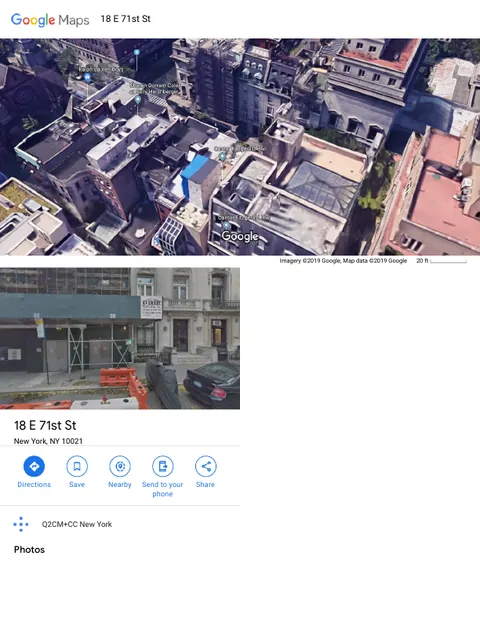 Google Maps 18 E 71st St
Google
Imagery ©2019 Google, Map data ©2019 Google 20 ft
18 E 71st St
New York, NY 10021
Directions
Save
Nearby
Send to your
phone
Share
Q2CM+CC New York
Photos